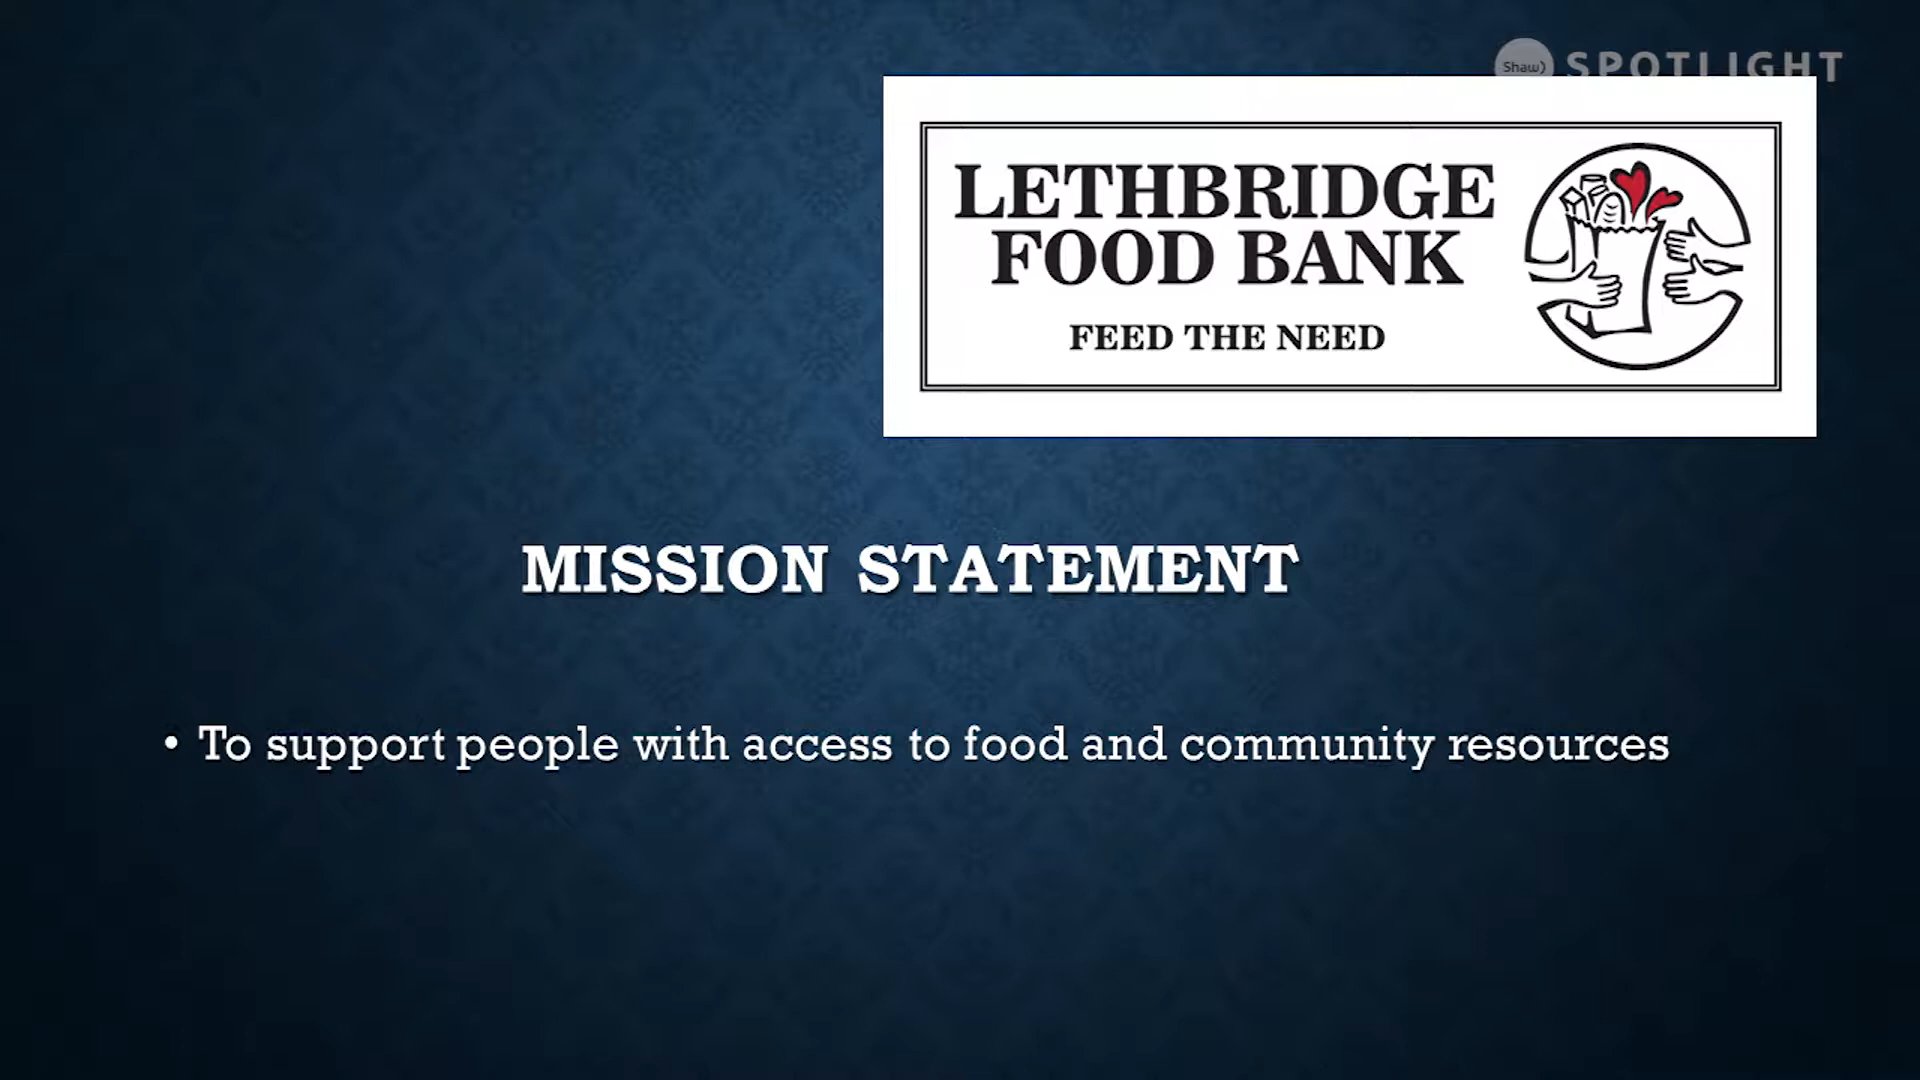 Shaw) SPOTLIGHT
LETHBRIDGE
FOOD BANK
FEED THE NEED
MISSION STATEMENT
• To support people with access to food and community resources